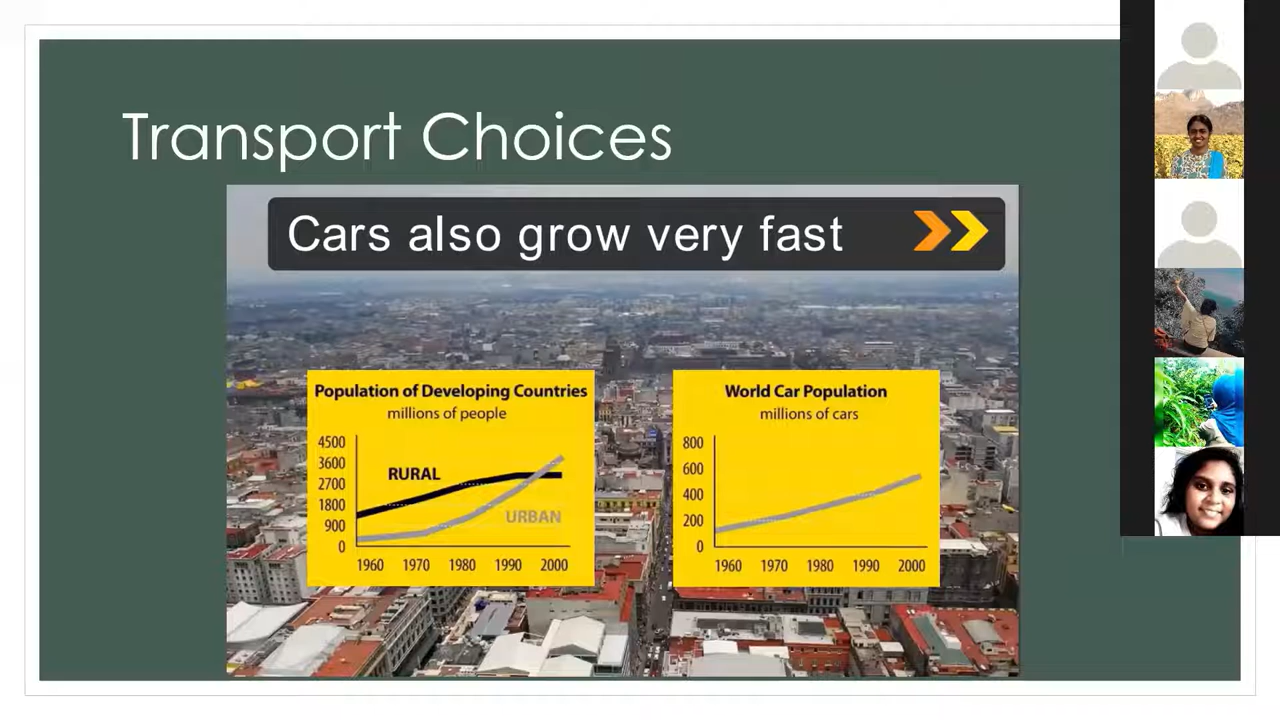 Transport Choices
Cars also grow very fast
Population of Developing Countries
millions of people
4500
3600
2700
1800
900
0
RURAL
URBAN
1960 1970 1980 1990 2000
World Car Population
millions of cars
800
600
400
200
0
1960 1970 1980 1990 2000